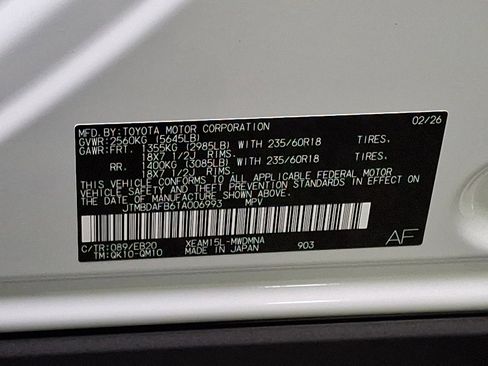 MFD.BY:TOYOTA MOTOR CORPORATION 02/26
GVWR:2560KG (5645LB)
GAWR:FRT. 1355KG (2985LB) WITH 235/60R18 TIRES.
18X7 1/2J RIMS.
RR. 1400KG (3085LB) WITH 235/60R18 TIRES.
18X7 1/2J RIMS.
THIS VEHICLE CONFORMS TO ALL APPLICABLE FEDERAL MOTOR
VEHICLE SAFETY AND THEFT PREVENTION STANDARDS IN EFFECT ON
THE DATE OF MANUFACTURE SHOWN ABOVE.
JTMBDAFB6TA006993 MPV
C/TR:089/EB20 XEAM15L-MWDMNA AF
TM:QK10-QM10 MADE IN JAPAN 903